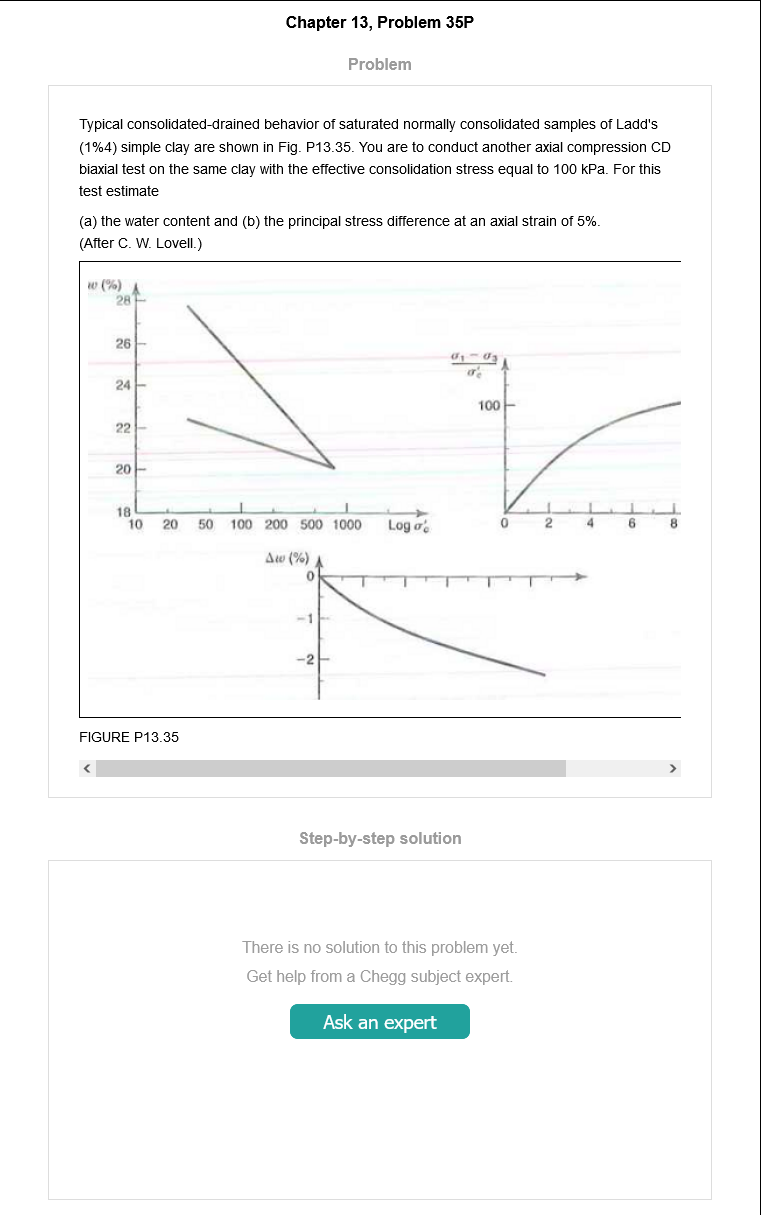 Chapter 13, Problem 35P
Problem
Typical consolidated-drained behavior of saturated normally consolidated samples of Ladd's
(1%4) simple clay are shown in Fig. P13.35. You are to conduct another axial compression CD
biaxial test on the same clay with the effective consolidation stress equal to 100 kPa. For this
test estimate
(a) the water content and (b) the principal stress difference at an axial strain of 5%.
(After C. W. Lovell.)
w (%)
28
26
24
22
20
18
10 20 50 100 200 500 1000 Log σ'c
σ1 − σ3
σ'c
100
0 2 4 6 8
Δw (%)
0
−1
−2
FIGURE P13.35
Step-by-step solution
There is no solution to this problem yet.
Get help from a Chegg subject expert.
Ask an expert